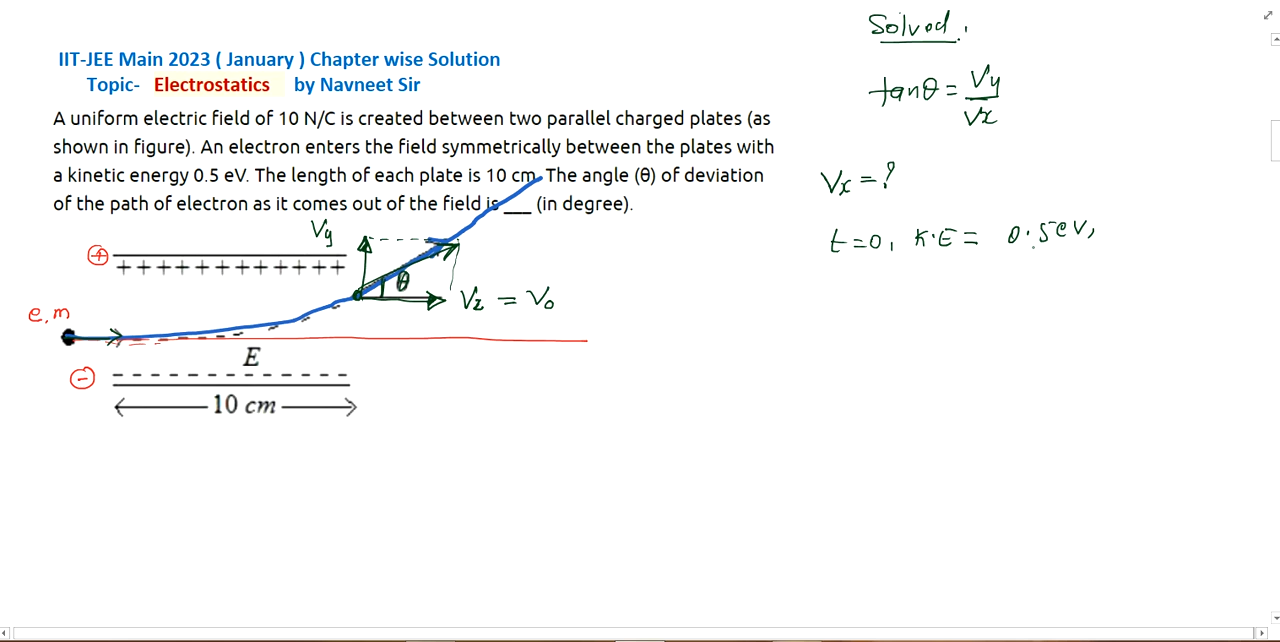 Solved.
IIT-JEE Main 2023 ( January ) Chapter wise Solution
Topic- Electrostatics by Navneet Sir
tanθ = Vy/Vx
A uniform electric field of 10 N/C is created between two parallel charged plates (as
shown in figure). An electron enters the field symmetrically between the plates with
a kinetic energy 0.5 eV. The length of each plate is 10 cm. The angle (θ) of deviation
of the path of electron as it comes out of the field is ___ (in degree).
Vx = ?
t=0, K.E = 0.5eV,
Vy
+
+ + + + + + + + + + + +
θ
Vx = V₀
e, m
E
-
- - - - - - - - - - - - -
10 cm